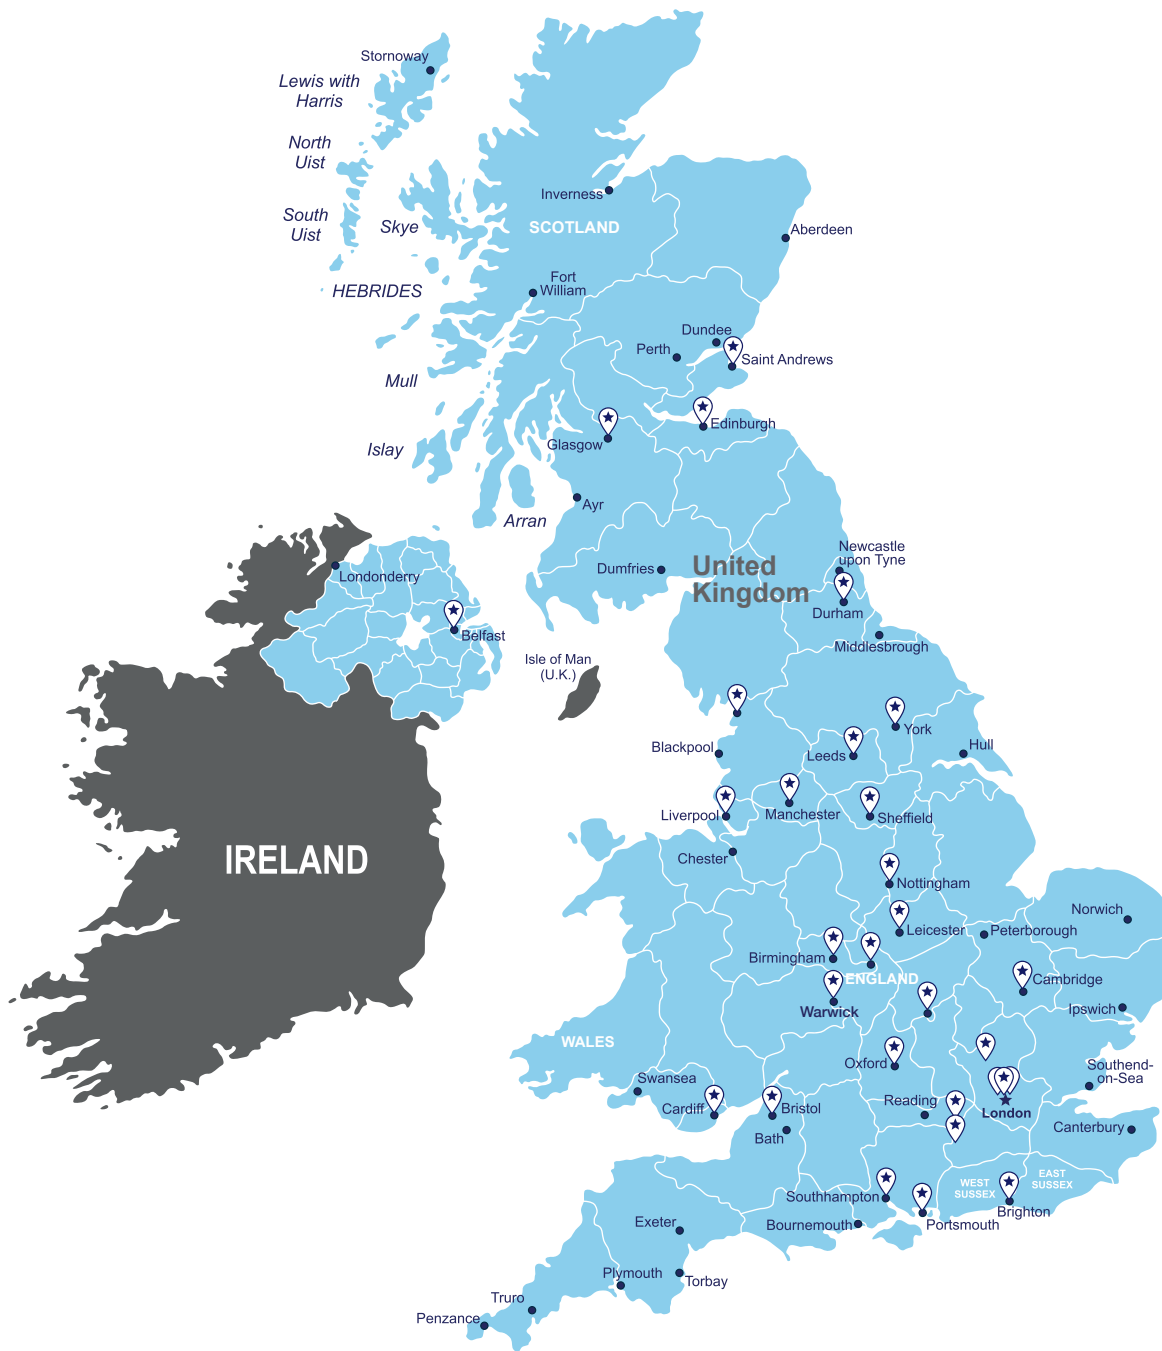 Stornoway
Lewis with
Harris
North
Uist
Inverness
South
Uist
Skye
SCOTLAND
Aberdeen
Fort
William
HEBRIDES
Dundee
Perth
Saint Andrews
Mull
Edinburgh
Glasgow
Islay
Ayr
Arran
Newcastle
upon Tyne
United
Kingdom
Dumfries
Londonderry
Durham
Belfast
Middlesbrough
Isle of Man
(U.K.)
York
Hull
Blackpool
Leeds
Liverpool
Manchester
Sheffield
IRELAND
Chester
Nottingham
Norwich
Leicester
Peterborough
Birmingham
ENGLAND
Cambridge
Warwick
Ipswich
WALES
Oxford
Southend-
on-Sea
Swansea
Cardiff
Bristol
Reading
London
Bath
Canterbury
EAST
SUSSEX
WEST
SUSSEX
Southhampton
Brighton
Exeter
Bournemouth
Portsmouth
Plymouth
Torbay
Truro
Penzance